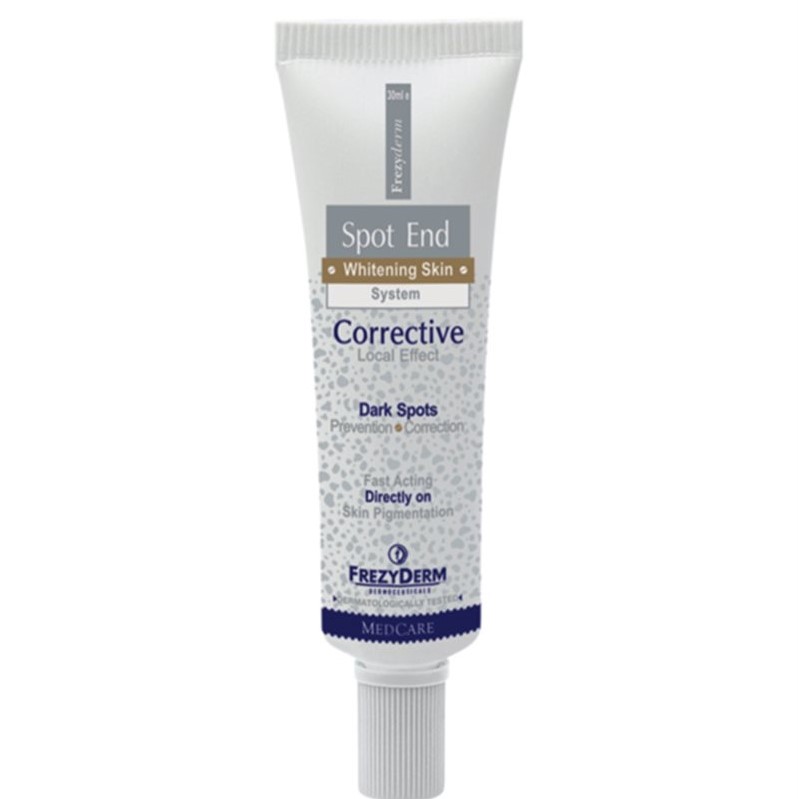 30ml e
Frezyderm
Spot End
Whitening Skin
System
Corrective
Local Effect
Dark Spots
Prevention • Correction
Fast Acting
Directly on
Skin Pigmentation
FREZYDERM
DERMOCEUTICALS
DERMATOLOGICALLY TESTED
MEDCARE